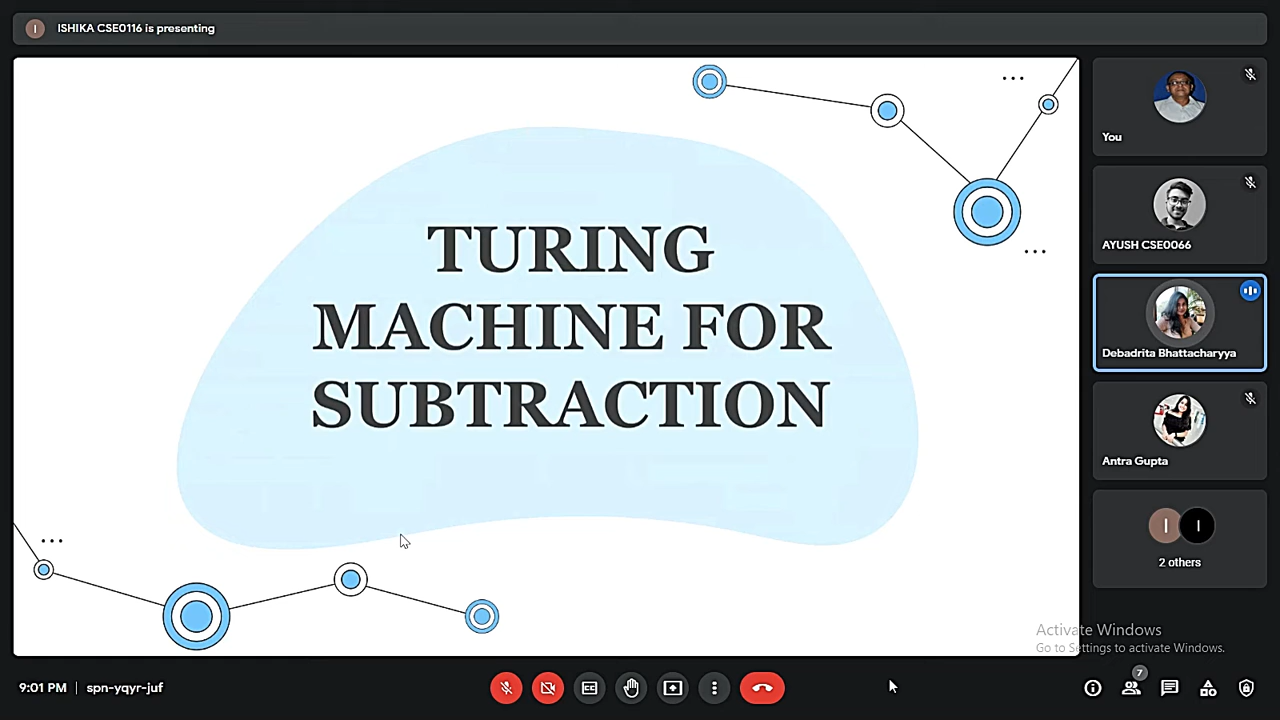 I ISHIKA CSE0116 is presenting
TURING
MACHINE FOR
SUBTRACTION
You
AYUSH CSE0066
Debadrita Bhattacharyya
Antra Gupta
I I
2 others
Activate Windows
Go to Settings to activate Windows.
9:01 PM | spn-yqyr-juf
CC
7